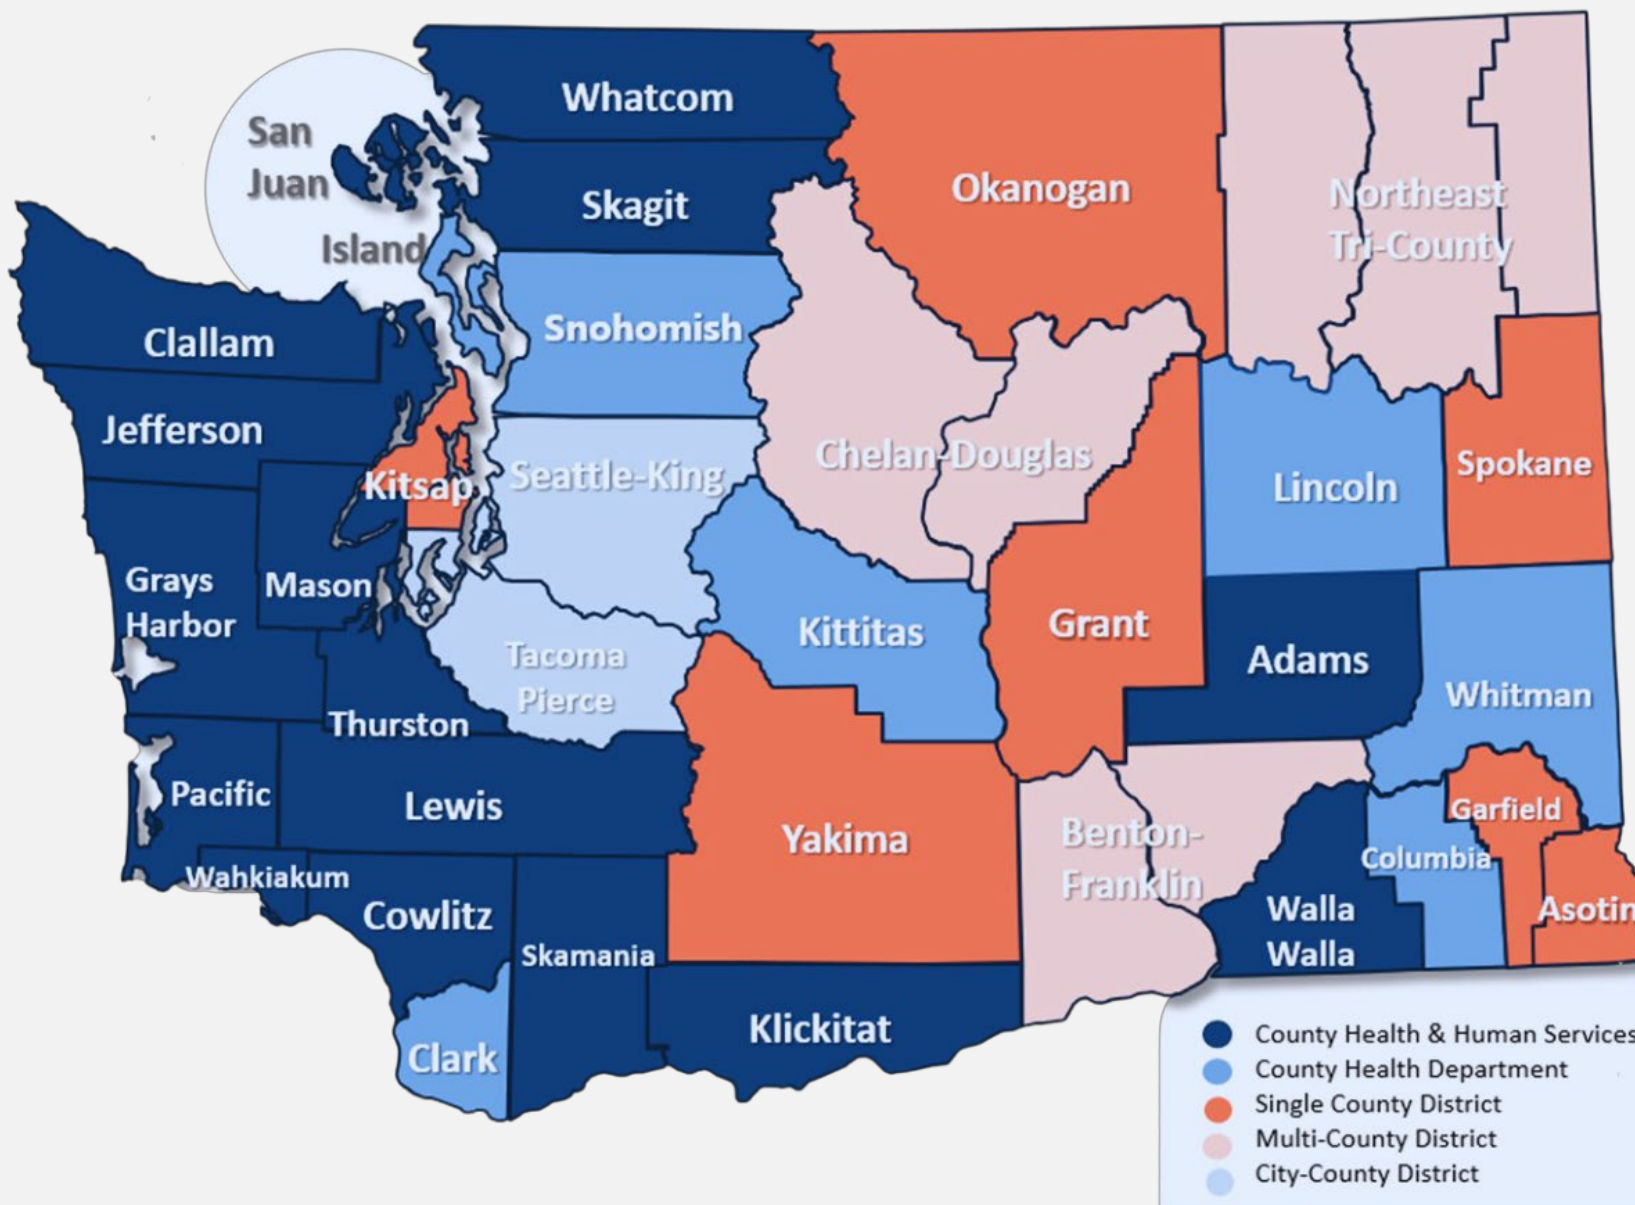 Whatcom
San
Juan
Skagit
Okanogan
Northeast
Tri-County
Island
Clallam
Snohomish
Jefferson
Kitsap
Seattle-King
Chelan-Douglas
Lincoln
Spokane
Grays
Harbor
Mason
Tacoma
Pierce
Kittitas
Grant
Adams
Whitman
Thurston
Pacific
Lewis
Yakima
Benton-
Franklin
Garfield
Columbia
Wahkiakum
Cowlitz
Skamania
Walla
Walla
Asotin
Clark
Klickitat
County Health & Human Services
County Health Department
Single County District
Multi-County District
City-County District